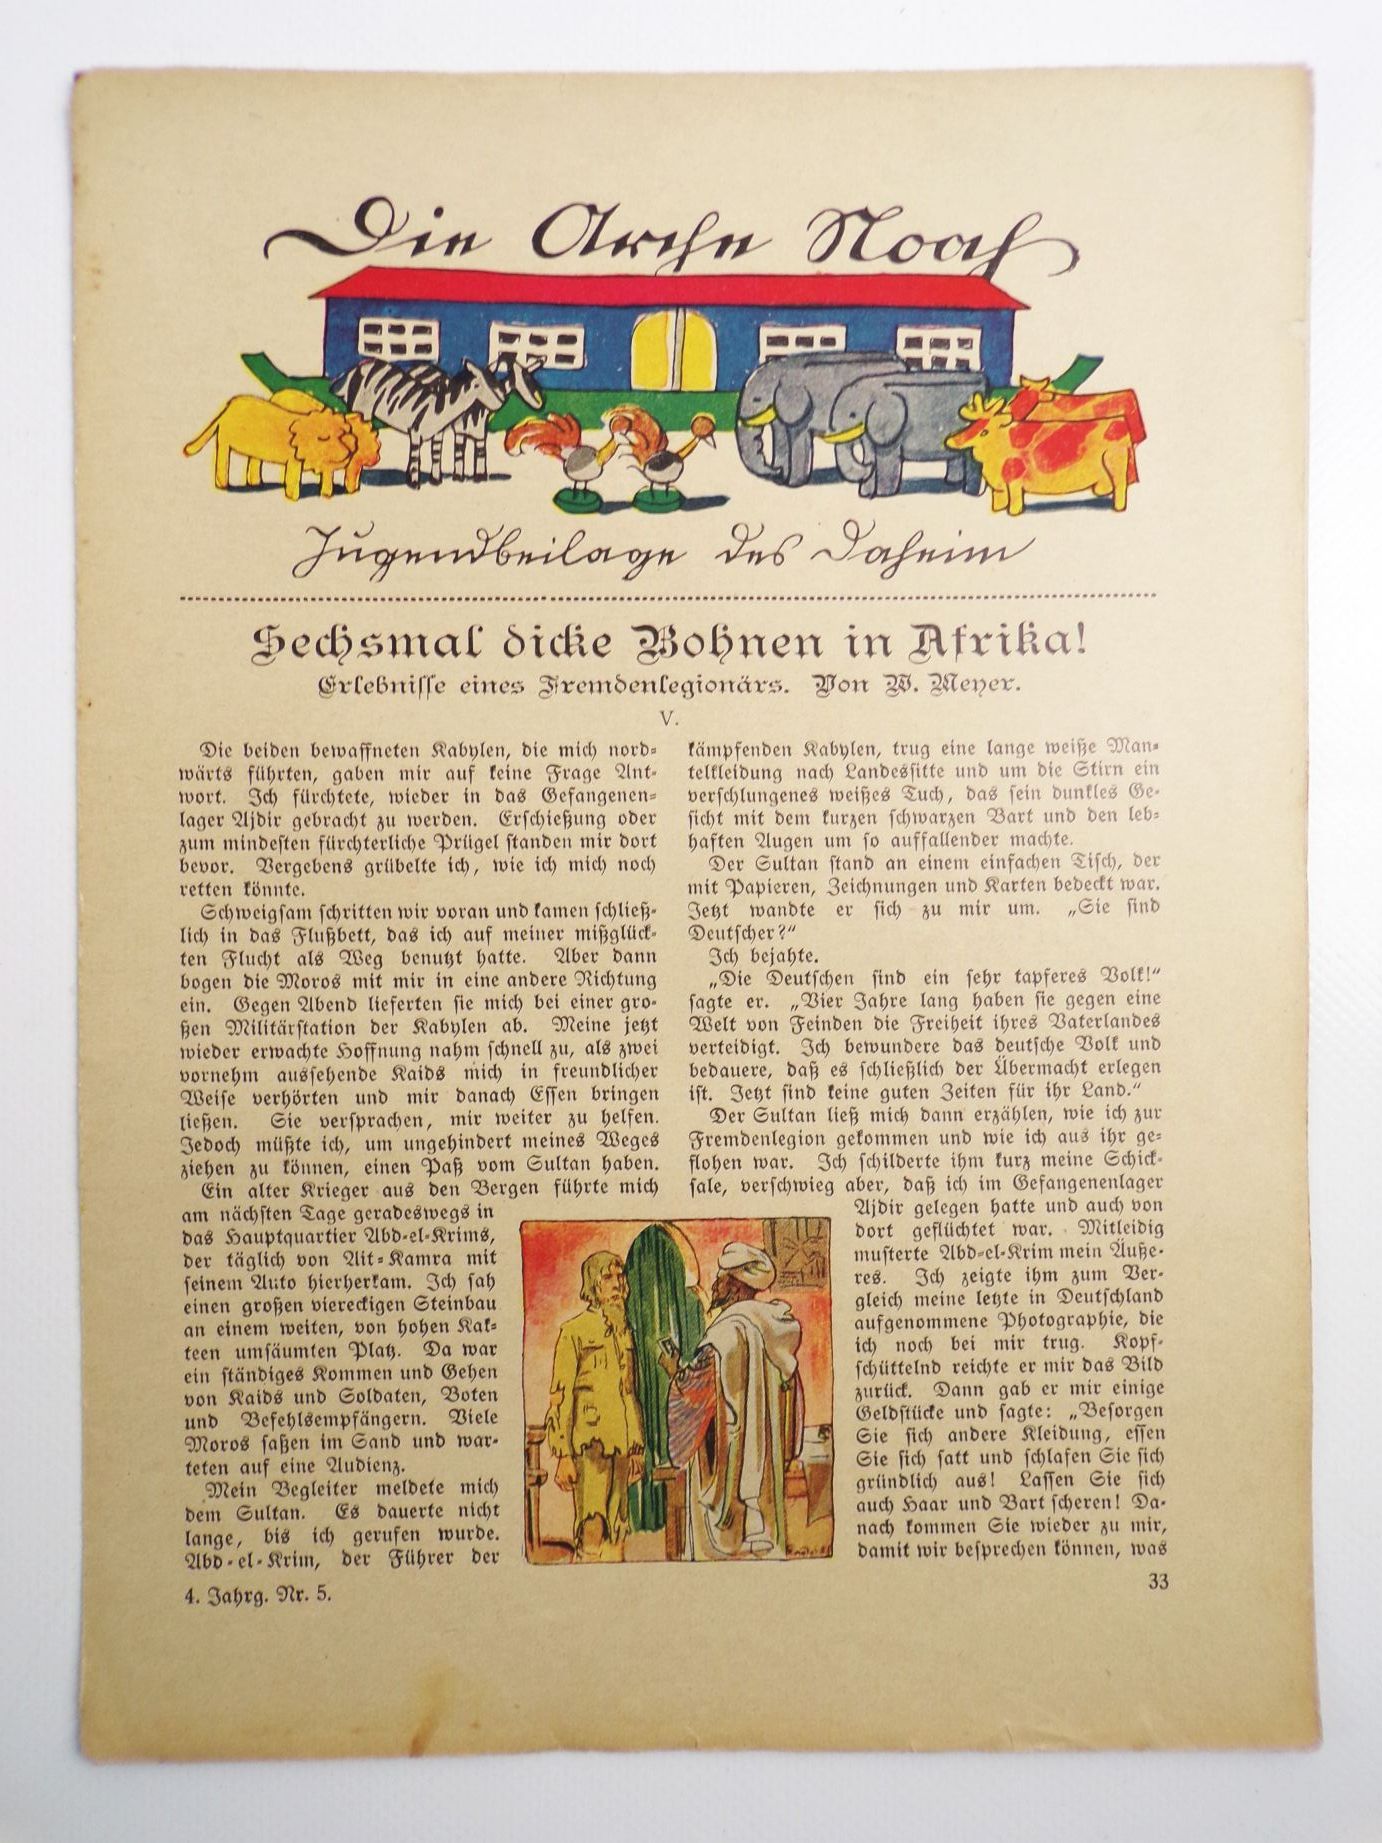 Die Arche Noah
Jugendbeilage des Daheim
Sechsmal dicke Bohnen in Afrika!
Erlebnisse eines Fremdenlegionärs. Von W. Meyer.
V.
Die beiden bewaffneten Kabylen, die mich nord-
wärts führten, gaben mir auf keine Frage Ant-
wort. Ich fürchtete, wieder in das Gefangenen-
lager Ajdir gebracht zu werden. Erschießung oder
zum mindesten fürchterliche Prügel standen mir dort
bevor. Vergebens grübelte ich, wie ich mich noch
retten könnte.
Schweigsam schritten wir voran und kamen schließ-
lich in das Flußbett, das ich auf meiner mißglück-
ten Flucht als Weg benutzt hatte. Aber dann
bogen die Moros mit mir in eine andere Richtung
ein. Gegen Abend lieferten sie mich bei einer gro-
ßen Militärstation der Kabylen ab. Meine jetzt
wieder erwachte Hoffnung nahm schnell zu, als zwei
vornehm aussehende Kaids mich in freundlicher
Weise verhörten und mir danach Essen bringen
ließen. Sie versprachen, mir weiter zu helfen.
Jedoch müßte ich, um ungehindert meines Weges
ziehen zu können, einen Paß vom Sultan haben.
Ein alter Krieger aus den Bergen führte mich
am nächsten Tage geradeswegs in
das Hauptquartier Abd-el-Krims,
der täglich von Ait-Kamra mit
seinem Auto hierherkam. Ich sah
einen großen viereckigen Steinbau
an einem weiten, von hohen Kak-
teen umsäumten Platz. Da war
ein ständiges Kommen und Gehen
von Kaids und Soldaten, Boten
und Befehlsempfängern. Viele
Moros saßen im Sand und war-
teten auf eine Audienz.
Mein Begleiter meldete mich
dem Sultan. Es dauerte nicht
lange, bis ich gerufen wurde.
Abd-el-Krim, der Führer der
kämpfenden Kabylen, trug eine lange weiße Man-
telkleidung nach Landessitte und um die Stirn ein
verschlungenes weißes Tuch, das sein dunkles Ge-
sicht mit dem kurzen schwarzen Bart und den leb-
haften Augen um so auffallender machte.
Der Sultan stand an einem einfachen Tisch, der
mit Papieren, Zeichnungen und Karten bedeckt war.
Jetzt wandte er sich zu mir um. „Sie sind
Deutscher?“
Ich bejahte.
„Die Deutschen sind ein sehr tapferes Volk!“
sagte er. „Vier Jahre lang haben sie gegen eine
Welt von Feinden die Freiheit ihres Vaterlandes
verteidigt. Ich bewundere das deutsche Volk und
bedauere, daß es schließlich der Übermacht erlegen
ist. Jetzt sind keine guten Zeiten für ihr Land.“
Der Sultan ließ mich dann erzählen, wie ich zur
Fremdenlegion gekommen und wie ich aus ihr ge-
flohen war. Ich schilderte ihm kurz meine Schick-
sale, verschwieg aber, daß ich im Gefangenenlager
Ajdir gelegen hatte und auch von
dort geflüchtet war. Mitleidig
musterte Abd-el-Krim mein Äuße-
res. Ich zeigte ihm zum Ver-
gleich meine letzte in Deutschland
aufgenommene Photographie, die
ich noch bei mir trug. Kopf-
schüttelnd reichte er mir das Bild
zurück. Dann gab er mir einige
Geldstücke und sagte: „Besorgen
Sie sich andere Kleidung, essen
Sie sich satt und schlafen Sie sich
gründlich aus! Lassen Sie sich
auch Haar und Bart scheren! Da-
nach kommen Sie wieder zu mir,
damit wir besprechen können, was
4. Jahrg. Nr. 5.
33